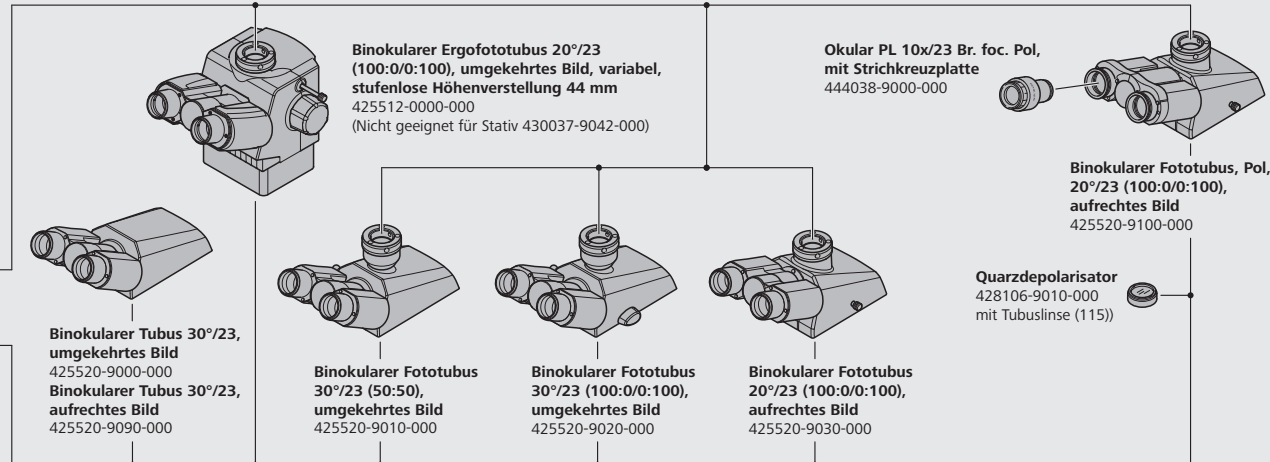 Binokularer Ergofototubus 20°/23
(100:0/0:100), umgekehrtes Bild, variabel,
stufenlose Höhenverstellung 44 mm
425512-0000-000
(Nicht geeignet für Stativ 430037-9042-000)
Okular PL 10x/23 Br. foc. Pol,
mit Strichkreuzplatte
444038-9000-000
Binokularer Fototubus, Pol,
20°/23 (100:0/0:100),
aufrechtes Bild
425520-9100-000
Quarzdepolarisator
428106-9010-000
mit Tubuslinse (115))
Binokularer Tubus 30°/23,
umgekehrtes Bild
425520-9000-000
Binokularer Tubus 30°/23,
aufrechtes Bild
425520-9090-000
Binokularer Fototubus
30°/23 (50:50),
umgekehrtes Bild
425520-9010-000
Binokularer Fototubus
30°/23 (100:0/0:100),
umgekehrtes Bild
425520-9020-000
Binokularer Fototubus
20°/23 (100:0/0:100),
aufrechtes Bild
425520-9030-000